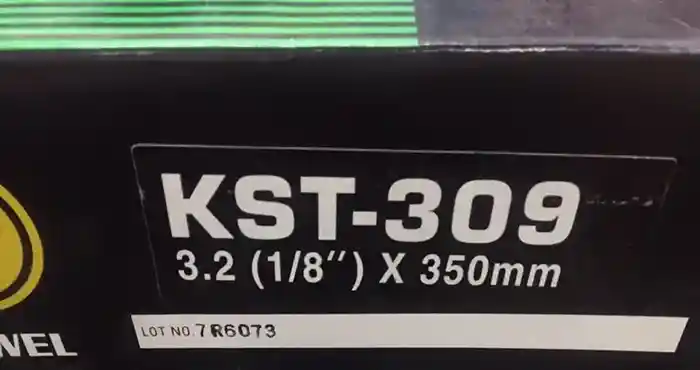 KST-309
3.2 (1/8") X 350mm
LOT NO. 7R6073
WEL